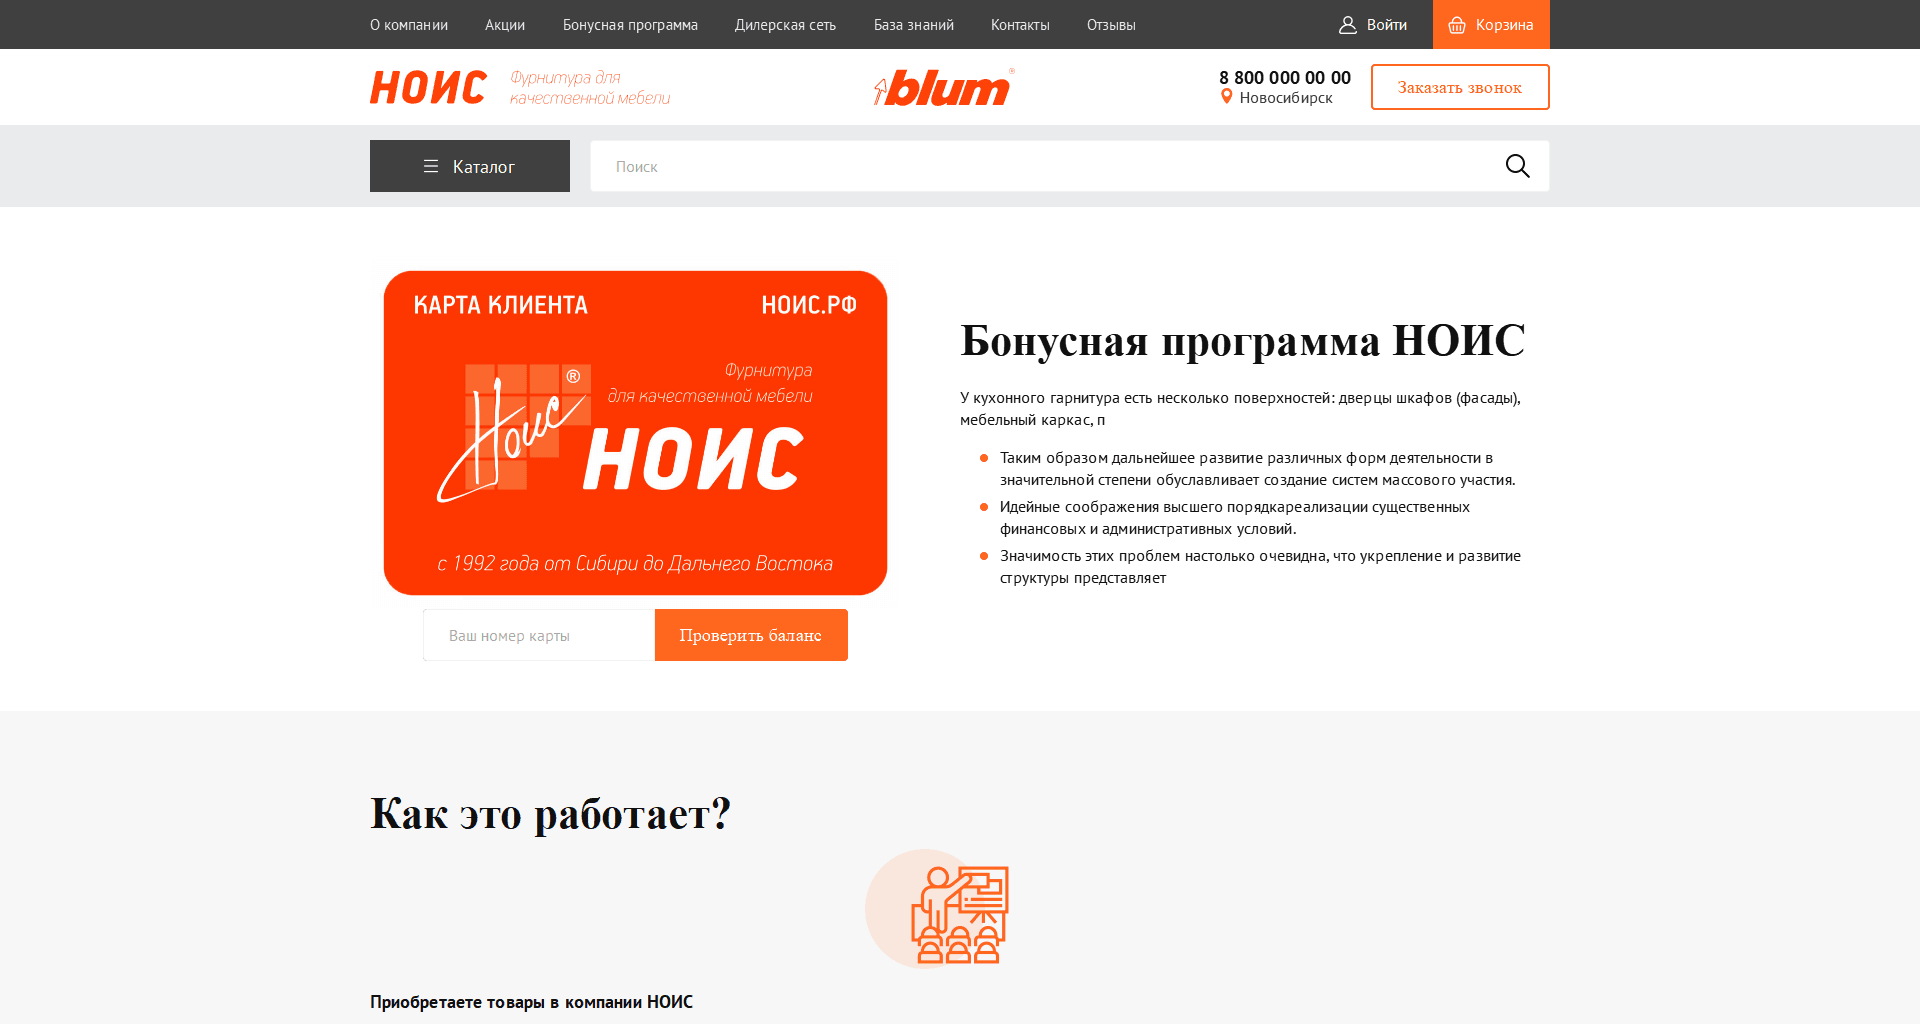 О компании Акции Бонусная программа Дилерская сеть База знаний Контакты Отзывы Войти Корзина
НОИС
Фурнитура для
качественной мебели
blum®
8 800 000 00 00
Новосибирск
Заказать звонок
Каталог
Поиск
КАРТА КЛИЕНТА НОИС.РФ
Фурнитура
для качественной мебели
Ноис®
НОИС
с 1992 года от Сибири до Дальнего Востока
Ваш номер карты
Проверить баланс
Бонусная программа НОИС
У кухонного гарнитура есть несколько поверхностей: дверцы шкафов (фасады),
мебельный каркас, п
Таким образом дальнейшее развитие различных форм деятельности в
значительной степени обуславливает создание систем массового участия.
Идейные соображения высшего порядкареализации существенных
финансовых и административных условий.
Значимость этих проблем настолько очевидна, что укрепление и развитие
структуры представляет
Как это работает?
Приобретаете товары в компании НОИС